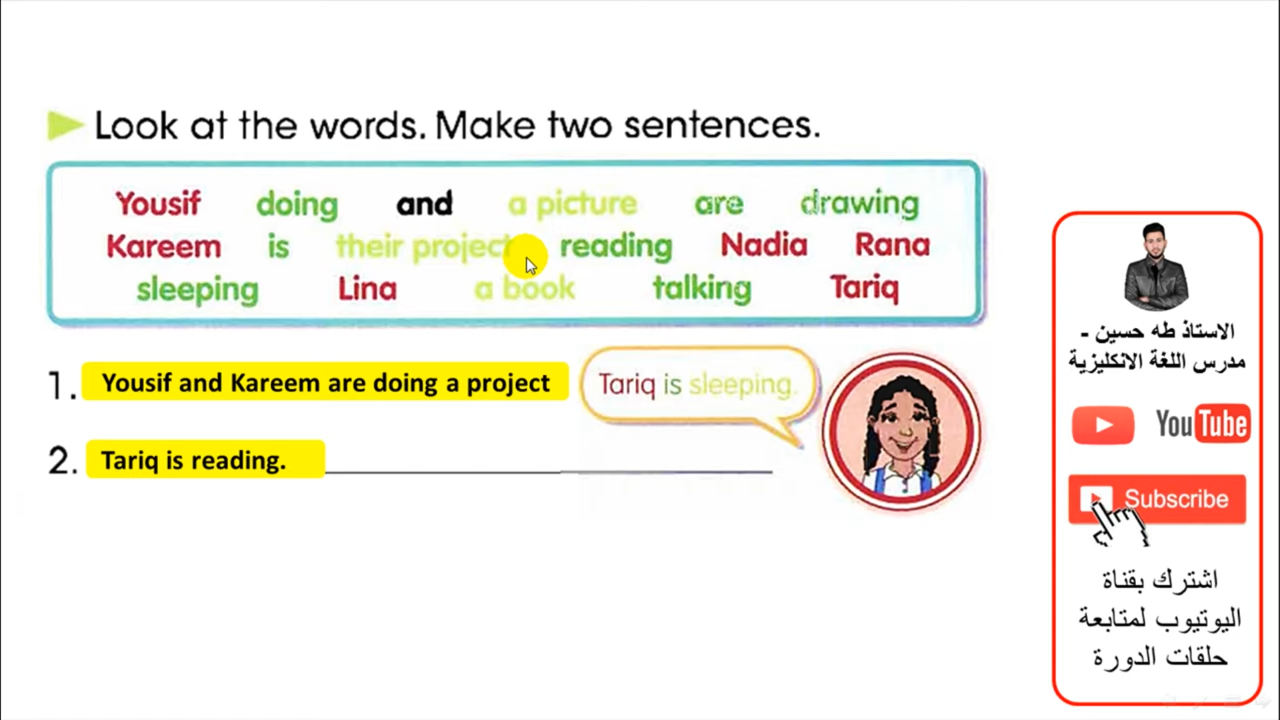 Look at the words. Make two sentences.
Yousif doing and a picture are drawing
Kareem is their project reading Nadia Rana
sleeping Lina a book talking Tariq
1. Yousif and Kareem are doing a project
Tariq is sleeping.
2. Tariq is reading.
الاستاذ طه حسين -
مدرس اللغة الانكليزية
YouTube
Subscribe
اشترك بقناة
اليوتيوب لمتابعة
حلقات الدورة